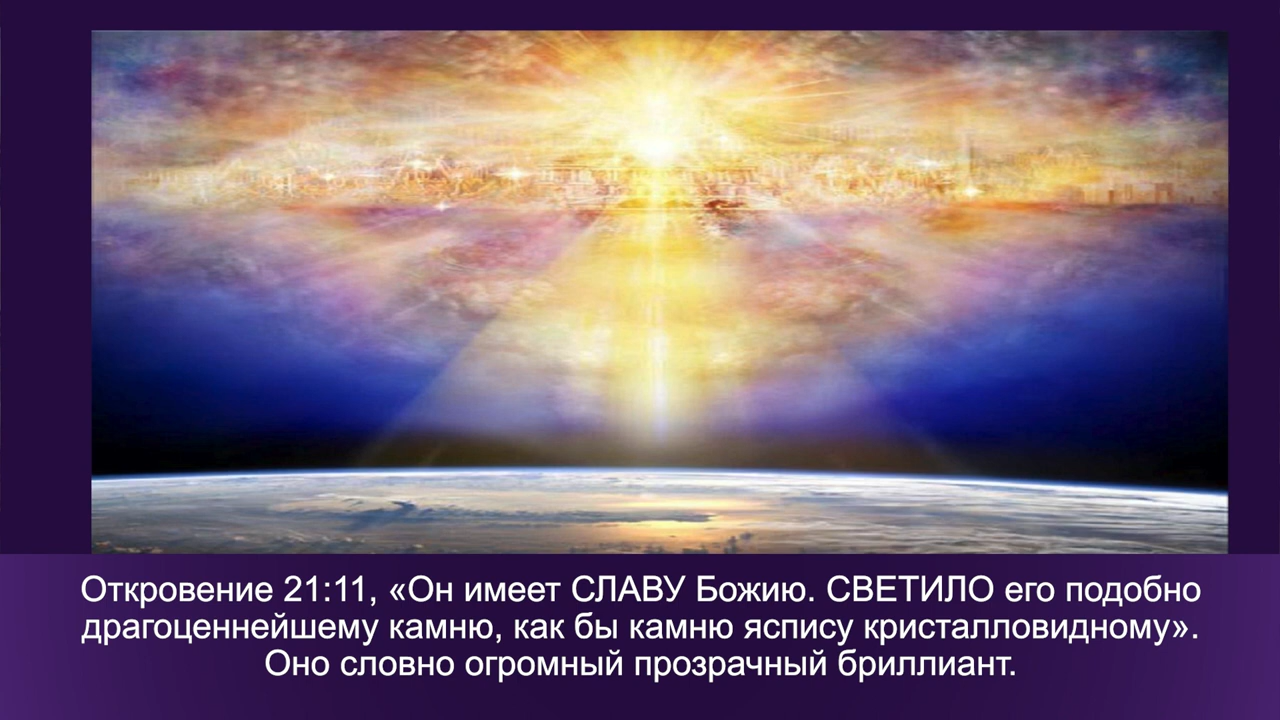 Откровение 21:11, «Он имеет СЛАВУ Божию. СВЕТИЛО его подобно
драгоценнейшему камню, как бы камню яспису кристалловидному».
Оно словно огромный прозрачный бриллиант.